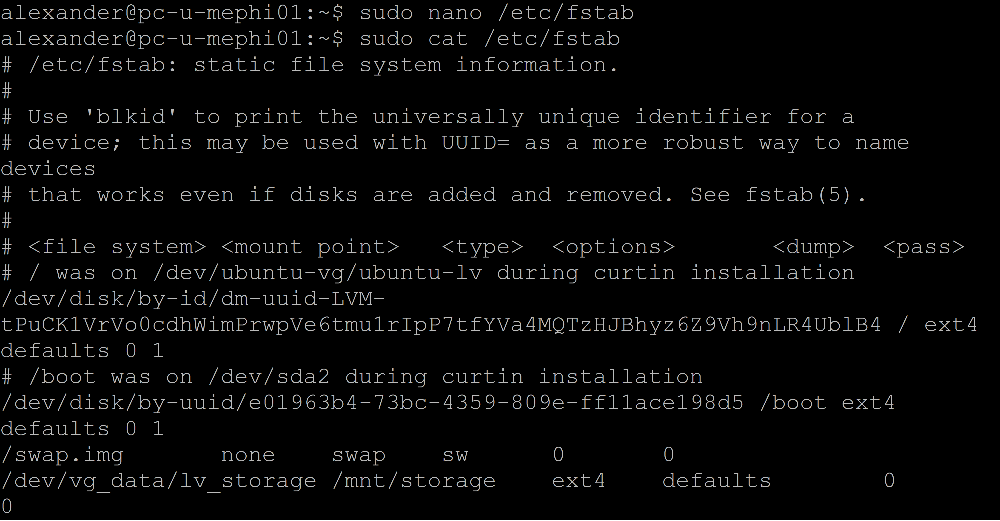 alexander@pc-u-mephi01:~$ sudo nano /etc/fstab
alexander@pc-u-mephi01:~$ sudo cat /etc/fstab
# /etc/fstab: static file system information.
#
# Use 'blkid' to print the universally unique identifier for a
# device; this may be used with UUID= as a more robust way to name
devices
# that works even if disks are added and removed. See fstab(5).
#
# <file system> <mount point>   <type>  <options>       <dump>  <pass>
# / was on /dev/ubuntu-vg/ubuntu-lv during curtin installation
/dev/disk/by-id/dm-uuid-LVM-
tPuCK1VrVo0cdhWimPrwpVe6tmu1rIpP7tfYVa4MQTzHJBhyz6Z9Vh9nLR4UblB4 / ext4
defaults 0 1
# /boot was on /dev/sda2 during curtin installation
/dev/disk/by-uuid/e01963b4-73bc-4359-809e-ff11ace198d5 /boot ext4
defaults 0 1
/swap.img       none    swap    sw      0       0
/dev/vg_data/lv_storage /mnt/storage    ext4    defaults        0
0